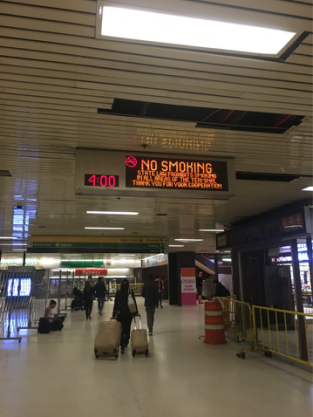 NO SMOKING
4:00
STATE LAW PROHIBITS SMOKING
IN ALL AREAS OF THE TERMINAL
THANK YOU FOR YOUR COOPERATION